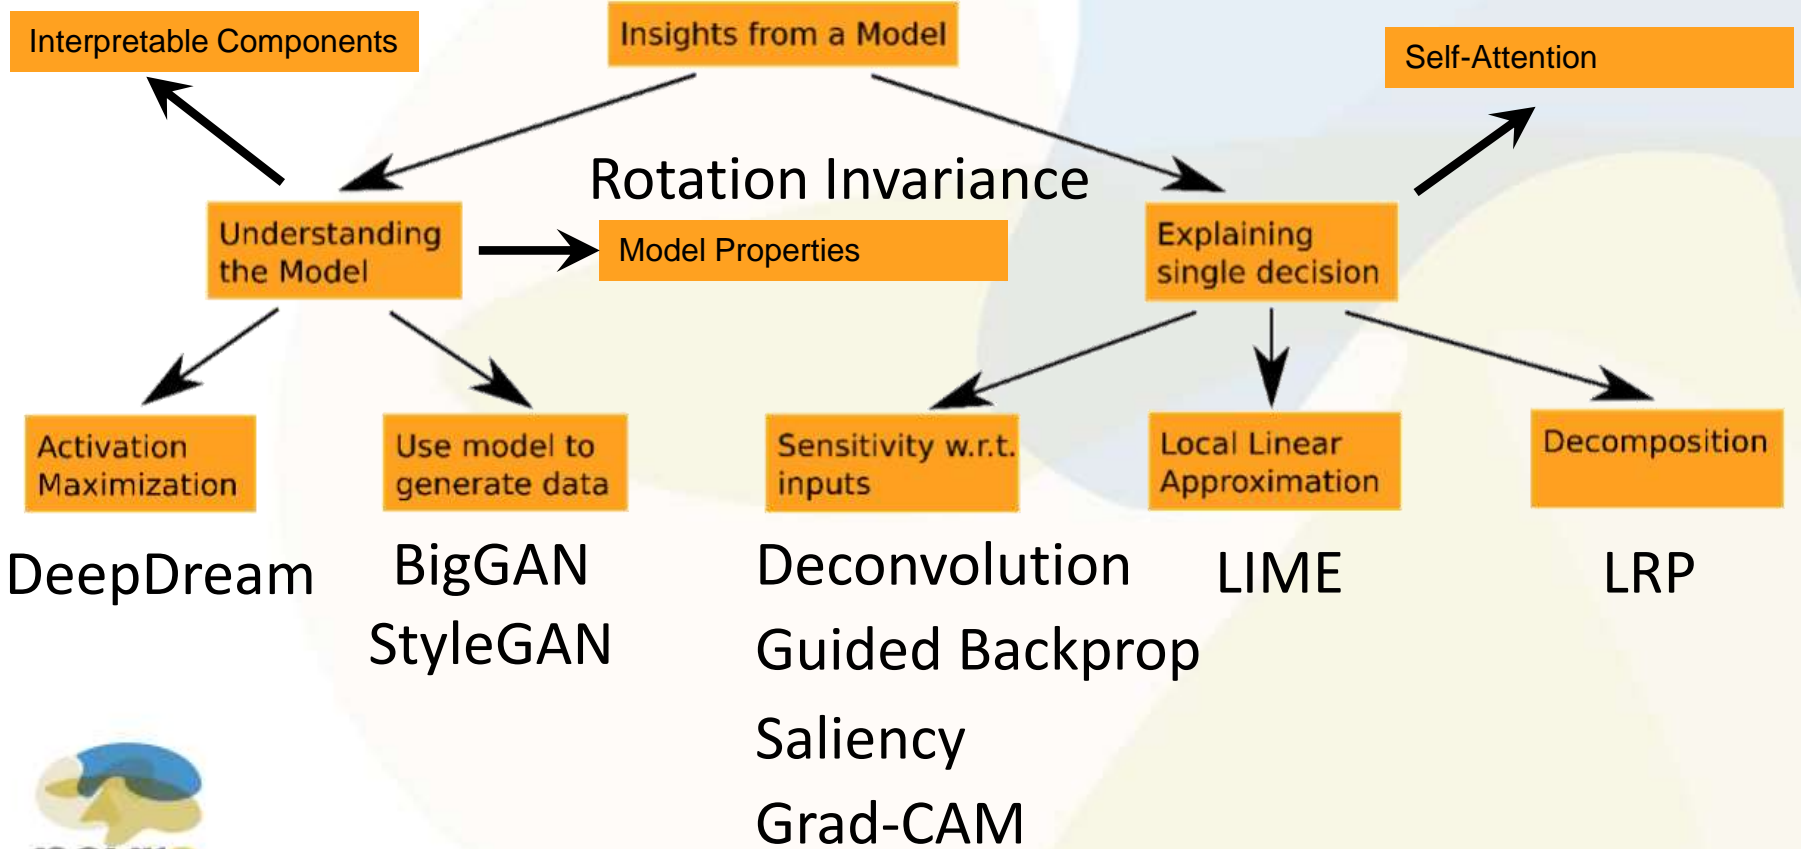 Interpretable Components
Insights from a Model
Self-Attention
Rotation Invariance
Understanding
the Model
Model Properties
Explaining
single decision
Activation
Maximization
Use model to
generate data
Sensitivity w.r.t.
inputs
Local Linear
Approximation
Decomposition
DeepDream
BigGAN
StyleGAN
Deconvolution
Guided Backprop
Saliency
Grad-CAM
LIME
LRP